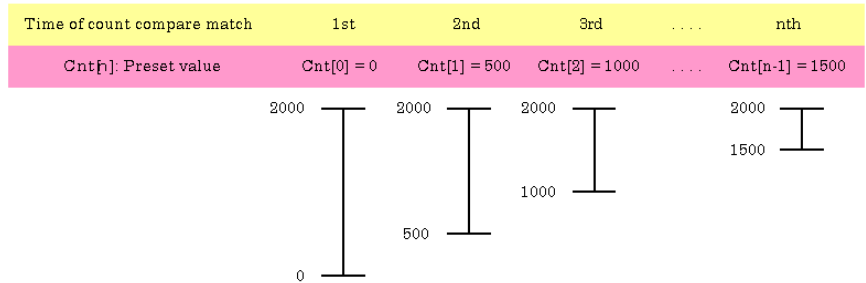 Time of count compare match 1st 2nd 3rd .... nth
Cnt[n]: Preset value Cnt[0] = 0 Cnt[1] = 500 Cnt[2] = 1000 .... Cnt[n-1] = 1500
2000 2000 2000 2000
1500
1000
500
0